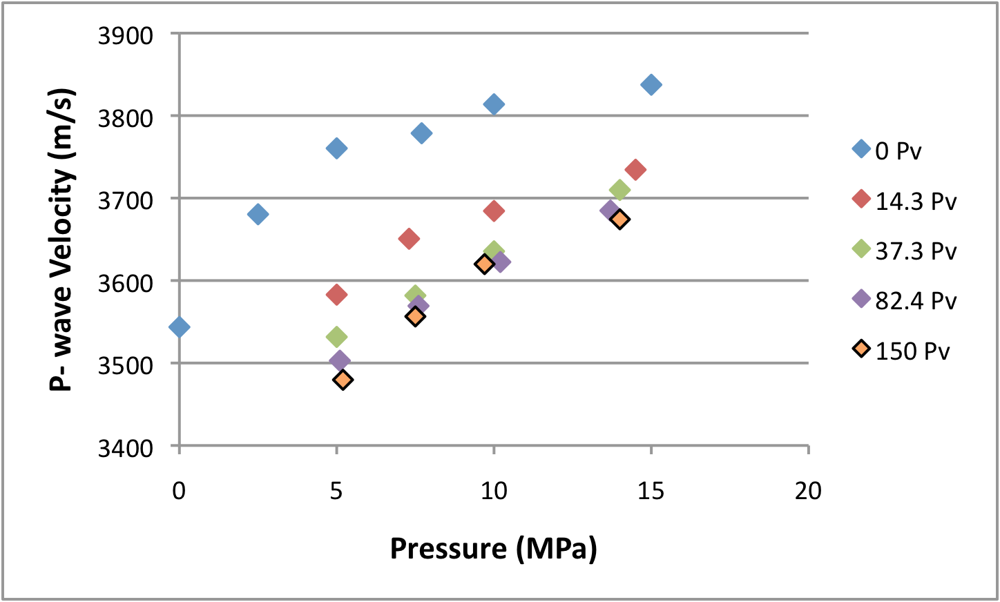 3900
3800
3700
3600
3500
3400
P- wave Velocity (m/s)
0 5 10 15 20
Pressure (MPa)
0 Pv
14.3 Pv
37.3 Pv
82.4 Pv
150 Pv